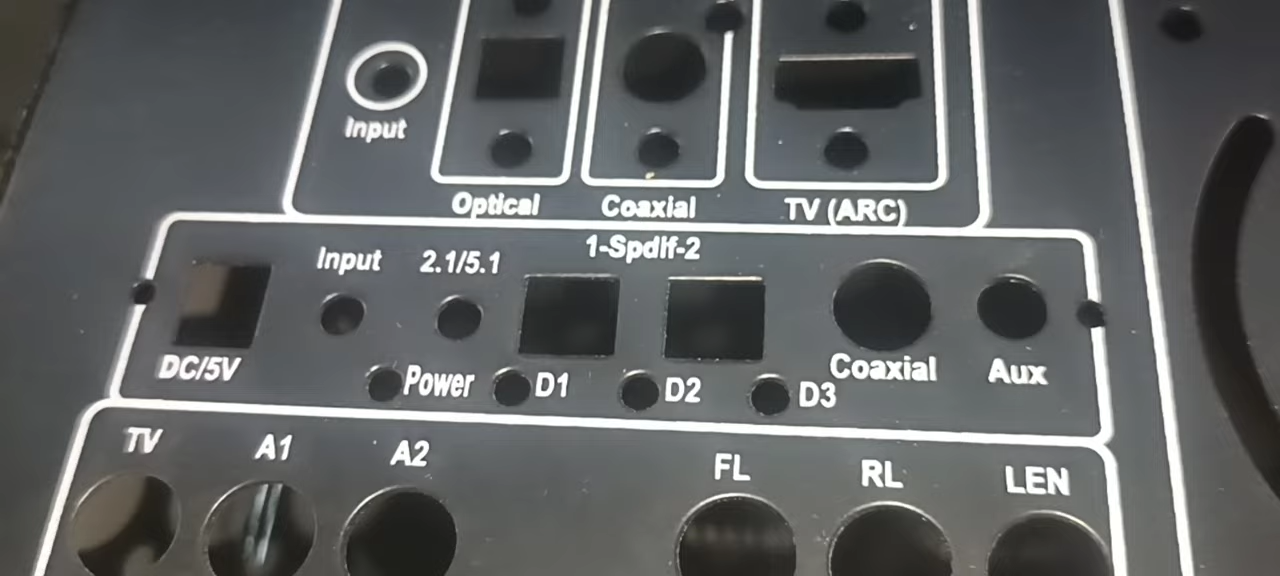 Input
Optical Coaxial TV (ARC)
1-Spdlf-2
Input 2.1/5.1
DC/5V Coaxial Aux
Power D1 D2 D3
TV A1 A2 FL RL LEN